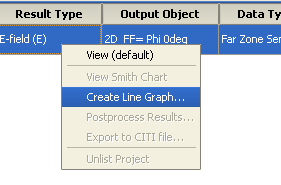 Result Type Output Object Data Ty
E-field (E) 2D_FF= Phi 0deg Far Zone Sen
View (default)
View Smith Chart
Create Line Graph...
Postprocess Results...
Export to CITI file...
Unlist Project